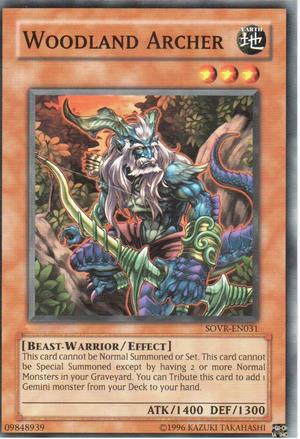 WOODLAND ARCHER
EARTH
地
SOVR-EN031
[BEAST-WARRIOR/EFFECT]
This card cannot be Normal Summoned or Set. This card cannot
be Special Summoned except by having 2 or more Normal
Monsters in your Graveyard. You can Tribute this card to add 1
Gemini monster from your Deck to your hand.
ATK/1400 DEF/1300
09848939
©1996 KAZUKI TAKAHASHI